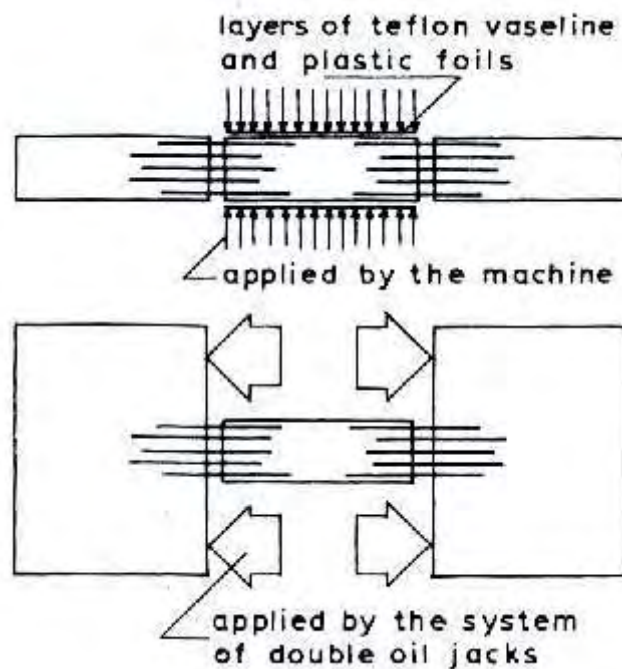 layers of teflon vaseline
and plastic foils
applied by the machine
applied by the system
of double oil jacks